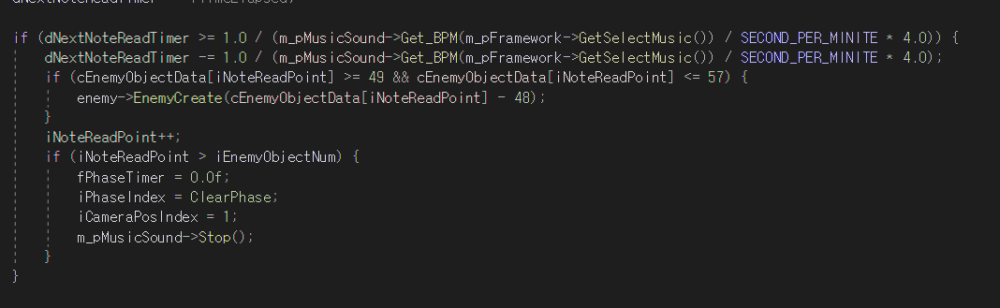 if (dNextNoteReadTimer >= 1.0 / (m_pMusicSound->Get_BPM(m_pFramework->GetSelectMusic()) / SECOND_PER_MINITE * 4.0)) {
dNextNoteReadTimer -= 1.0 / (m_pMusicSound->Get_BPM(m_pFramework->GetSelectMusic()) / SECOND_PER_MINITE * 4.0);
if (cEnemyObjectData[iNoteReadPoint] >= 49 && cEnemyObjectData[iNoteReadPoint] <= 57) {
enemy->EnemyCreate(cEnemyObjectData[iNoteReadPoint] - 48);
}
iNoteReadPoint++;
if (iNoteReadPoint > iEnemyObjectNum) {
fPhaseTimer = 0.0f;
iPhaseIndex = ClearPhase;
iCameraPosIndex = 1;
m_pMusicSound->Stop();
}
}